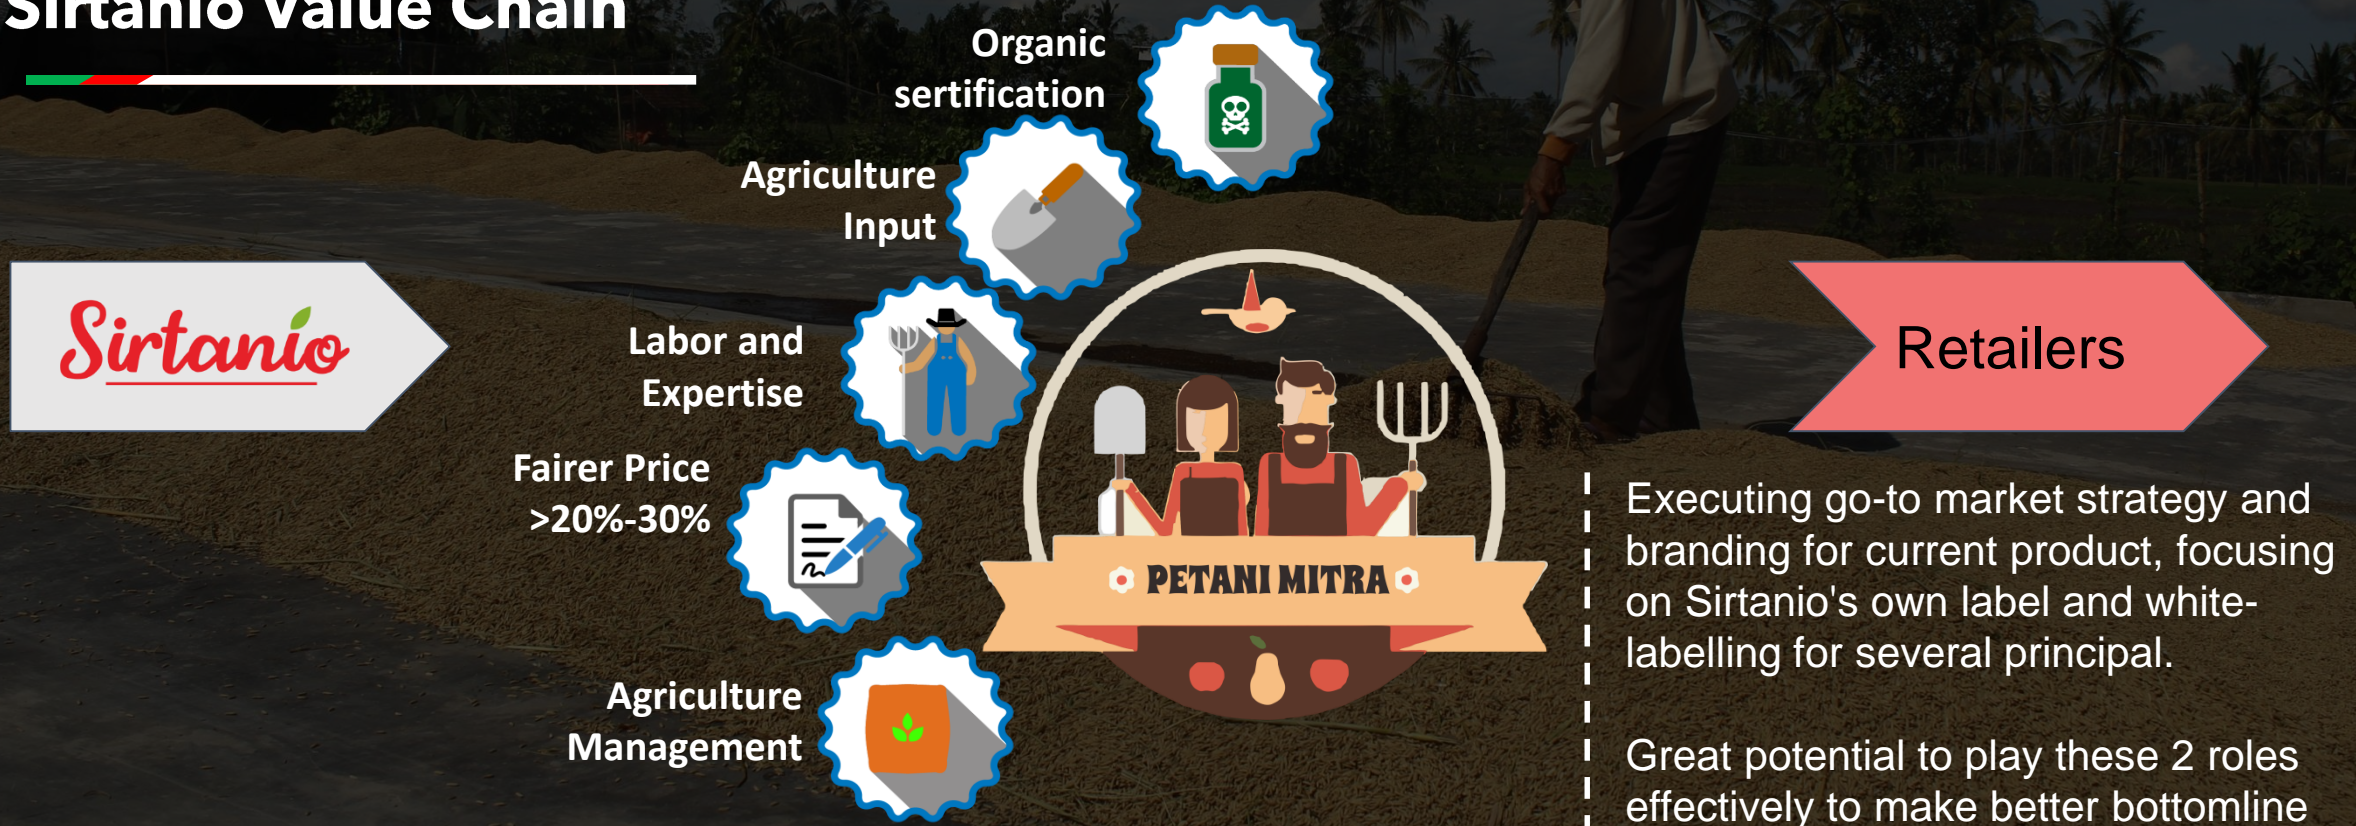 Sirtanio Value Chain
Organic
sertification
Agriculture
Input
Labor and
Expertise
Fairer Price
>20%-30%
Agriculture
Management
Sirtanio
PETANI MITRA
Retailers
Executing go-to market strategy and
branding for current product, focusing
on Sirtanio's own label and white-
labelling for several principal.
Great potential to play these 2 roles
effectively to make better bottomline